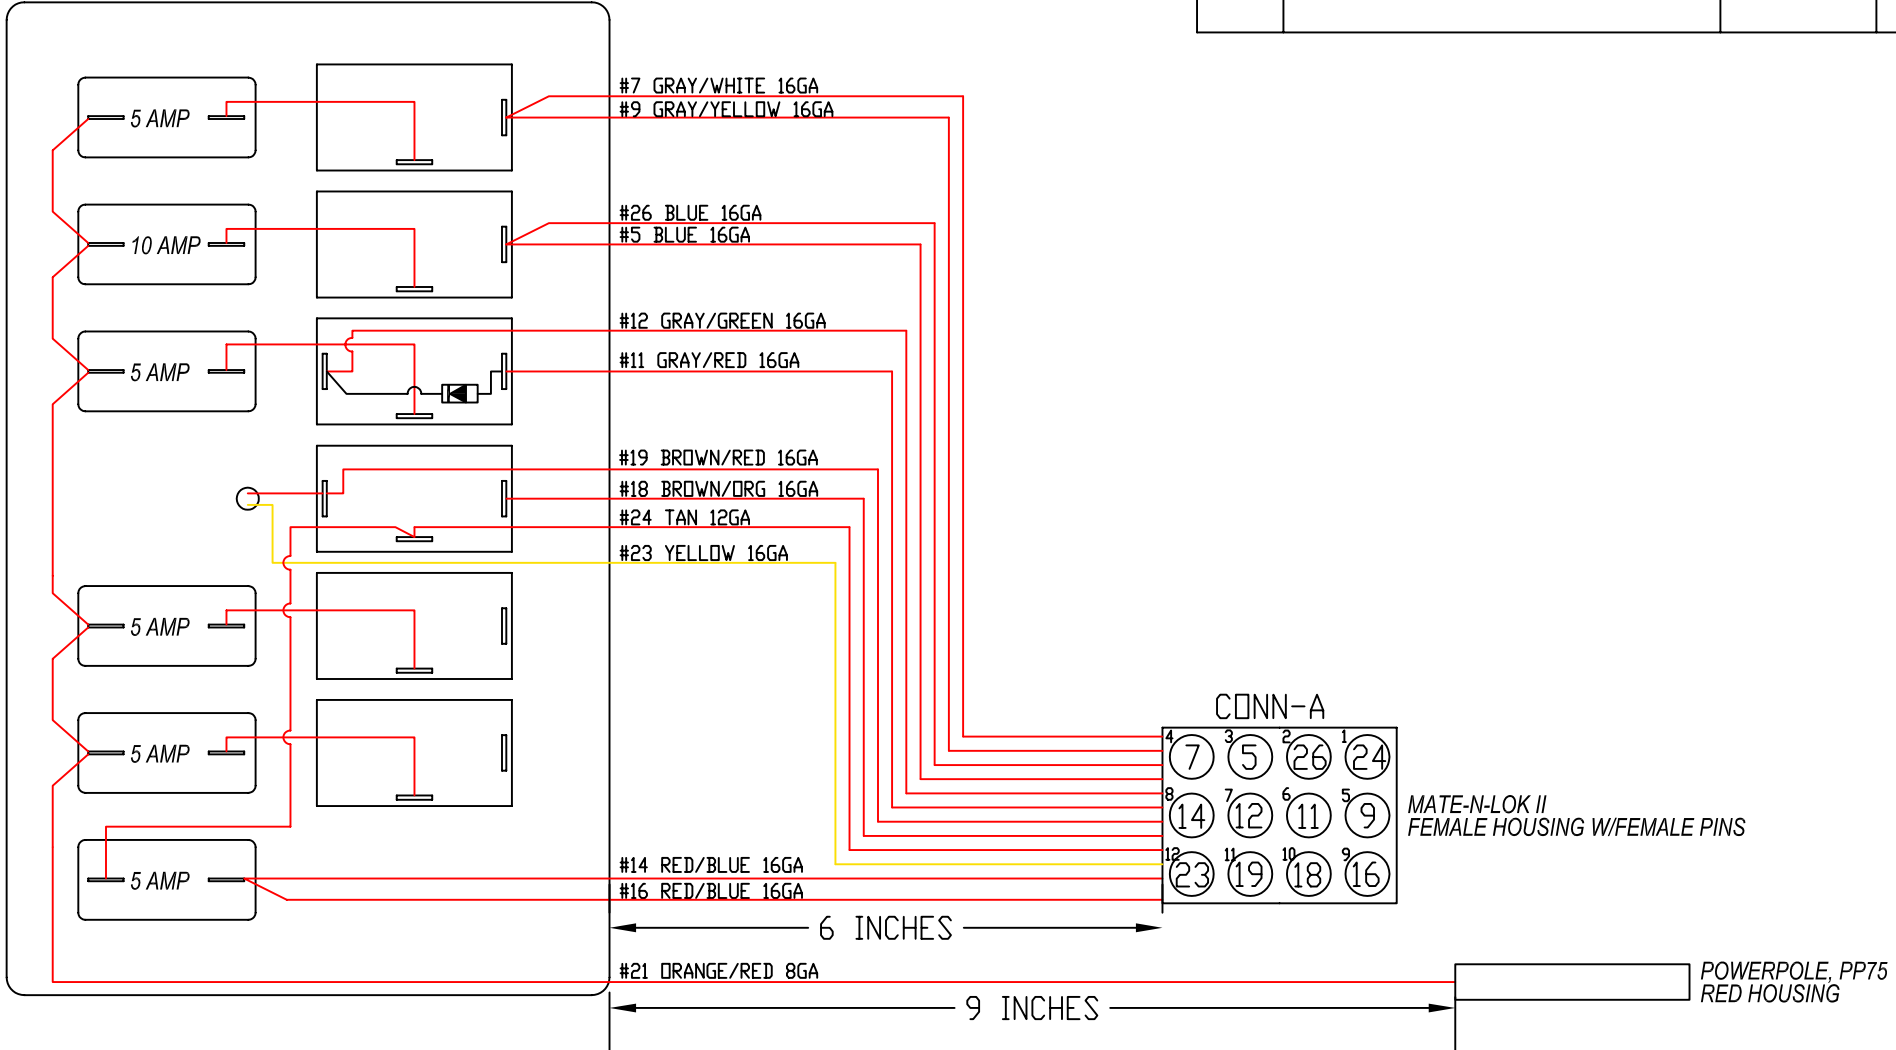 #7 GRAY/WHITE 16GA
5 AMP
#9 GRAY/YELLOW 16GA
#26 BLUE 16GA
10 AMP
#5 BLUE 16GA
#12 GRAY/GREEN 16GA
5 AMP
#11 GRAY/RED 16GA
#19 BROWN/RED 16GA
#18 BROWN/ORG 16GA
#24 TAN 12GA
#23 YELLOW 16GA
5 AMP
5 AMP
CONN-A
4 3 2 1
7 5 26 24
8 7 6 5
14 12 11 9
MATE-N-LOK II
FEMALE HOUSING W/FEMALE PINS
12 11 10 9
23 19 18 16
5 AMP
#14 RED/BLUE 16GA
#16 RED/BLUE 16GA
6 INCHES
#21 ORANGE/RED 8GA
POWERPOLE, PP75
RED HOUSING
9 INCHES